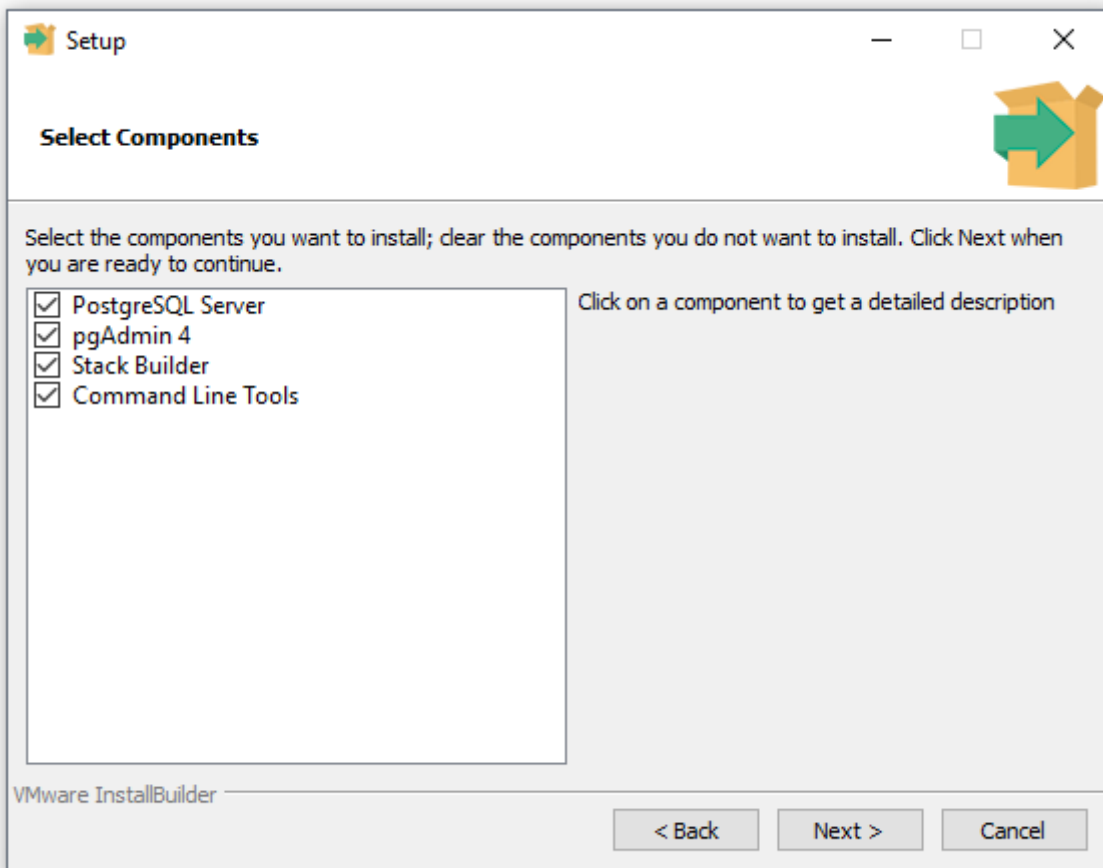 Setup
Select Components
Select the components you want to install; clear the components you do not want to install. Click Next when
you are ready to continue.
PostgreSQL Server
pgAdmin 4
Stack Builder
Command Line Tools
Click on a component to get a detailed description
VMware InstallBuilder
< Back
Next >
Cancel